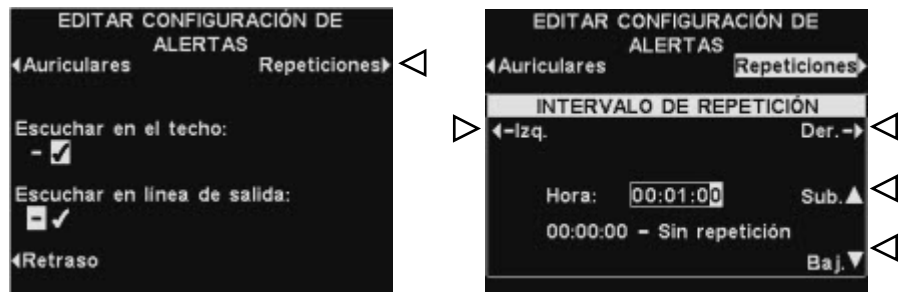 EDITAR CONFIGURACIÓN DE
ALERTAS
Auriculares Repeticiones
Escuchar en el techo:
- ✓
Escuchar en línea de salida:
- ✓
Retraso
EDITAR CONFIGURACIÓN DE
ALERTAS
Auriculares Repeticiones
INTERVALO DE REPETICIÓN
-Izq. Der.-
Hora: 00:01:00 Sub.
00:00:00 - Sin repetición
Baj.